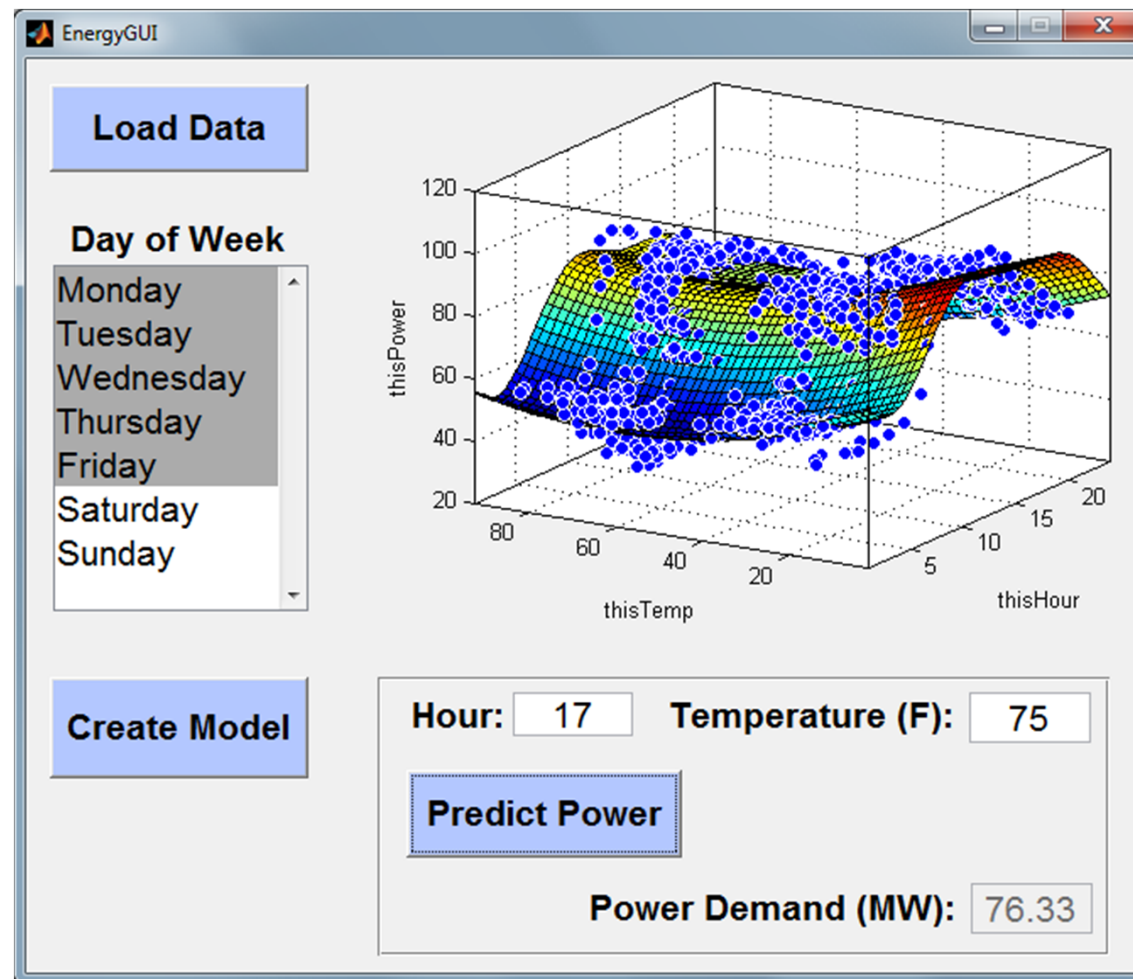 EnergyGUI
Load Data
Day of Week
Monday
Tuesday
Wednesday
Thursday
Friday
Saturday
Sunday
Create Model
120
100
80
60
40
20
thisPower
80
60
40
20
thisTemp
5
10
15
20
thisHour
Hour: 17 Temperature (F): 75
Predict Power
Power Demand (MW): 76.33